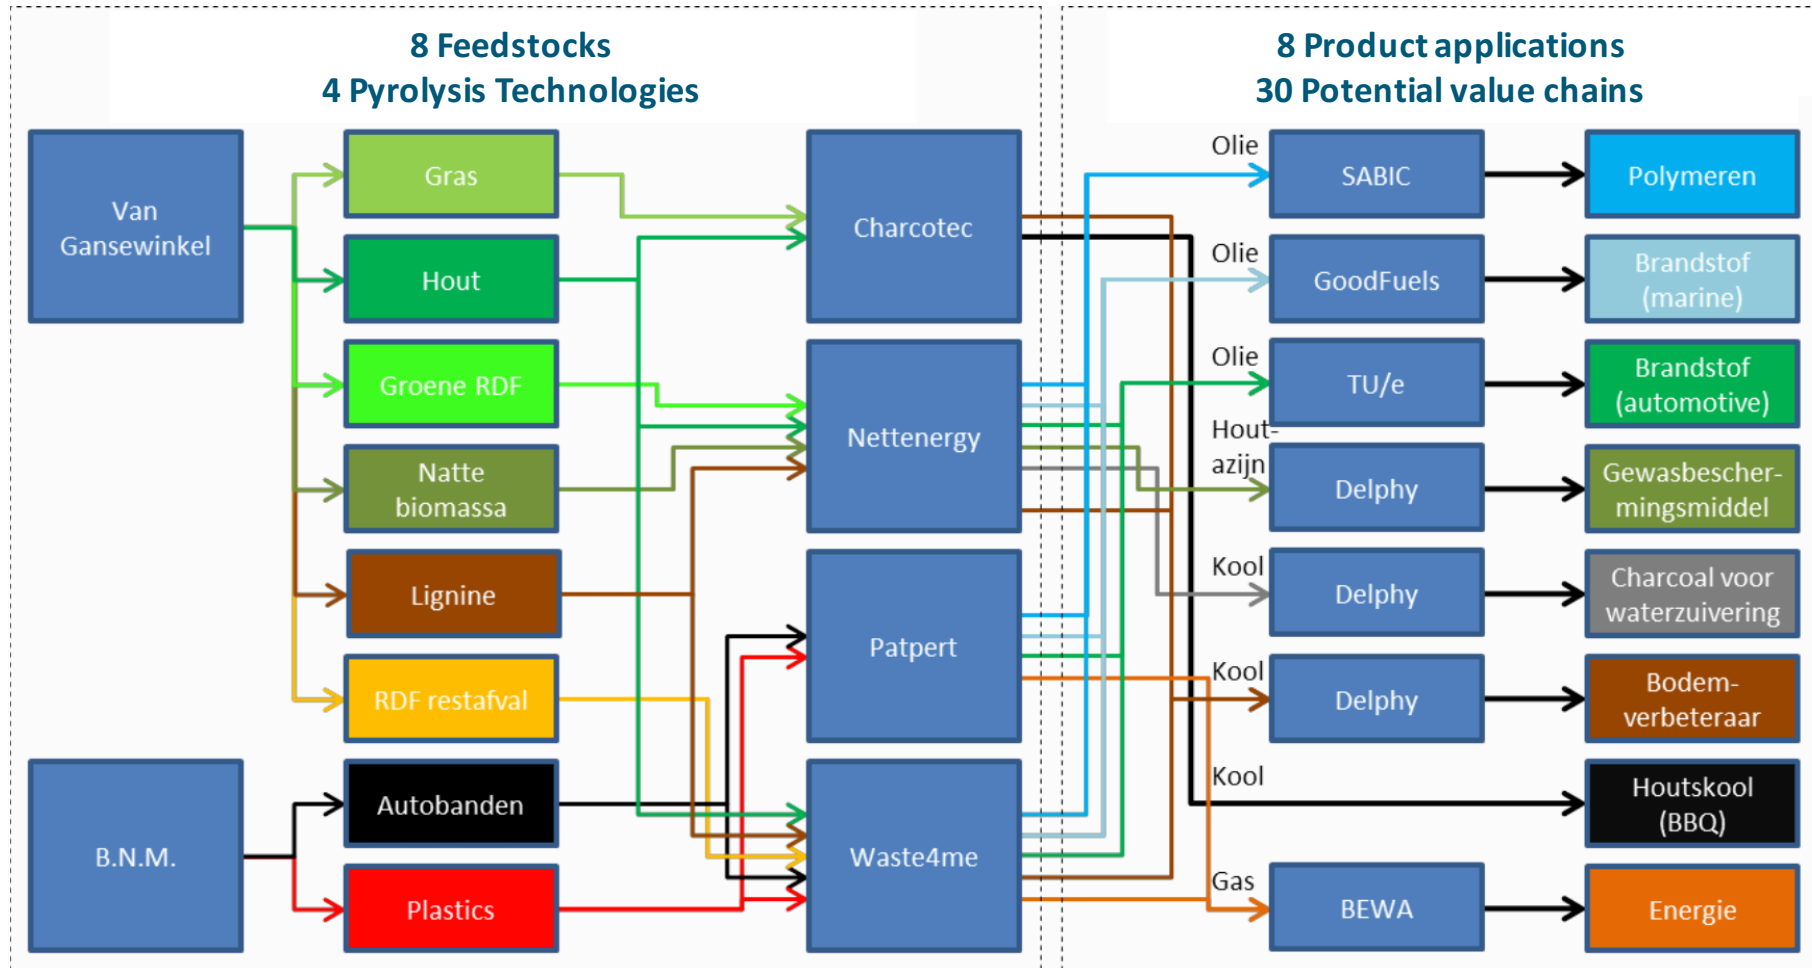 8 Feedstocks
4 Pyrolysis Technologies
8 Product applications
30 Potential value chains
Van
Gansewinkel
B.N.M.
Gras
Hout
Groene RDF
Natte
biomassa
Lignine
RDF restafval
Autobanden
Plastics
Charcotec
Nettenergy
Patpert
Waste4me
Olie
SABIC
Polymeren
Olie
GoodFuels
Brandstof
(marine)
Olie
TU/e
Brandstof
(automotive)
Hout-
azijn
Delphy
Gewasbescher-
mingsmiddel
Kool
Delphy
Charcoal voor
waterzuivering
Kool
Delphy
Bodem-
verbeteraar
Kool
Houtskool
(BBQ)
Gas
BEWA
Energie